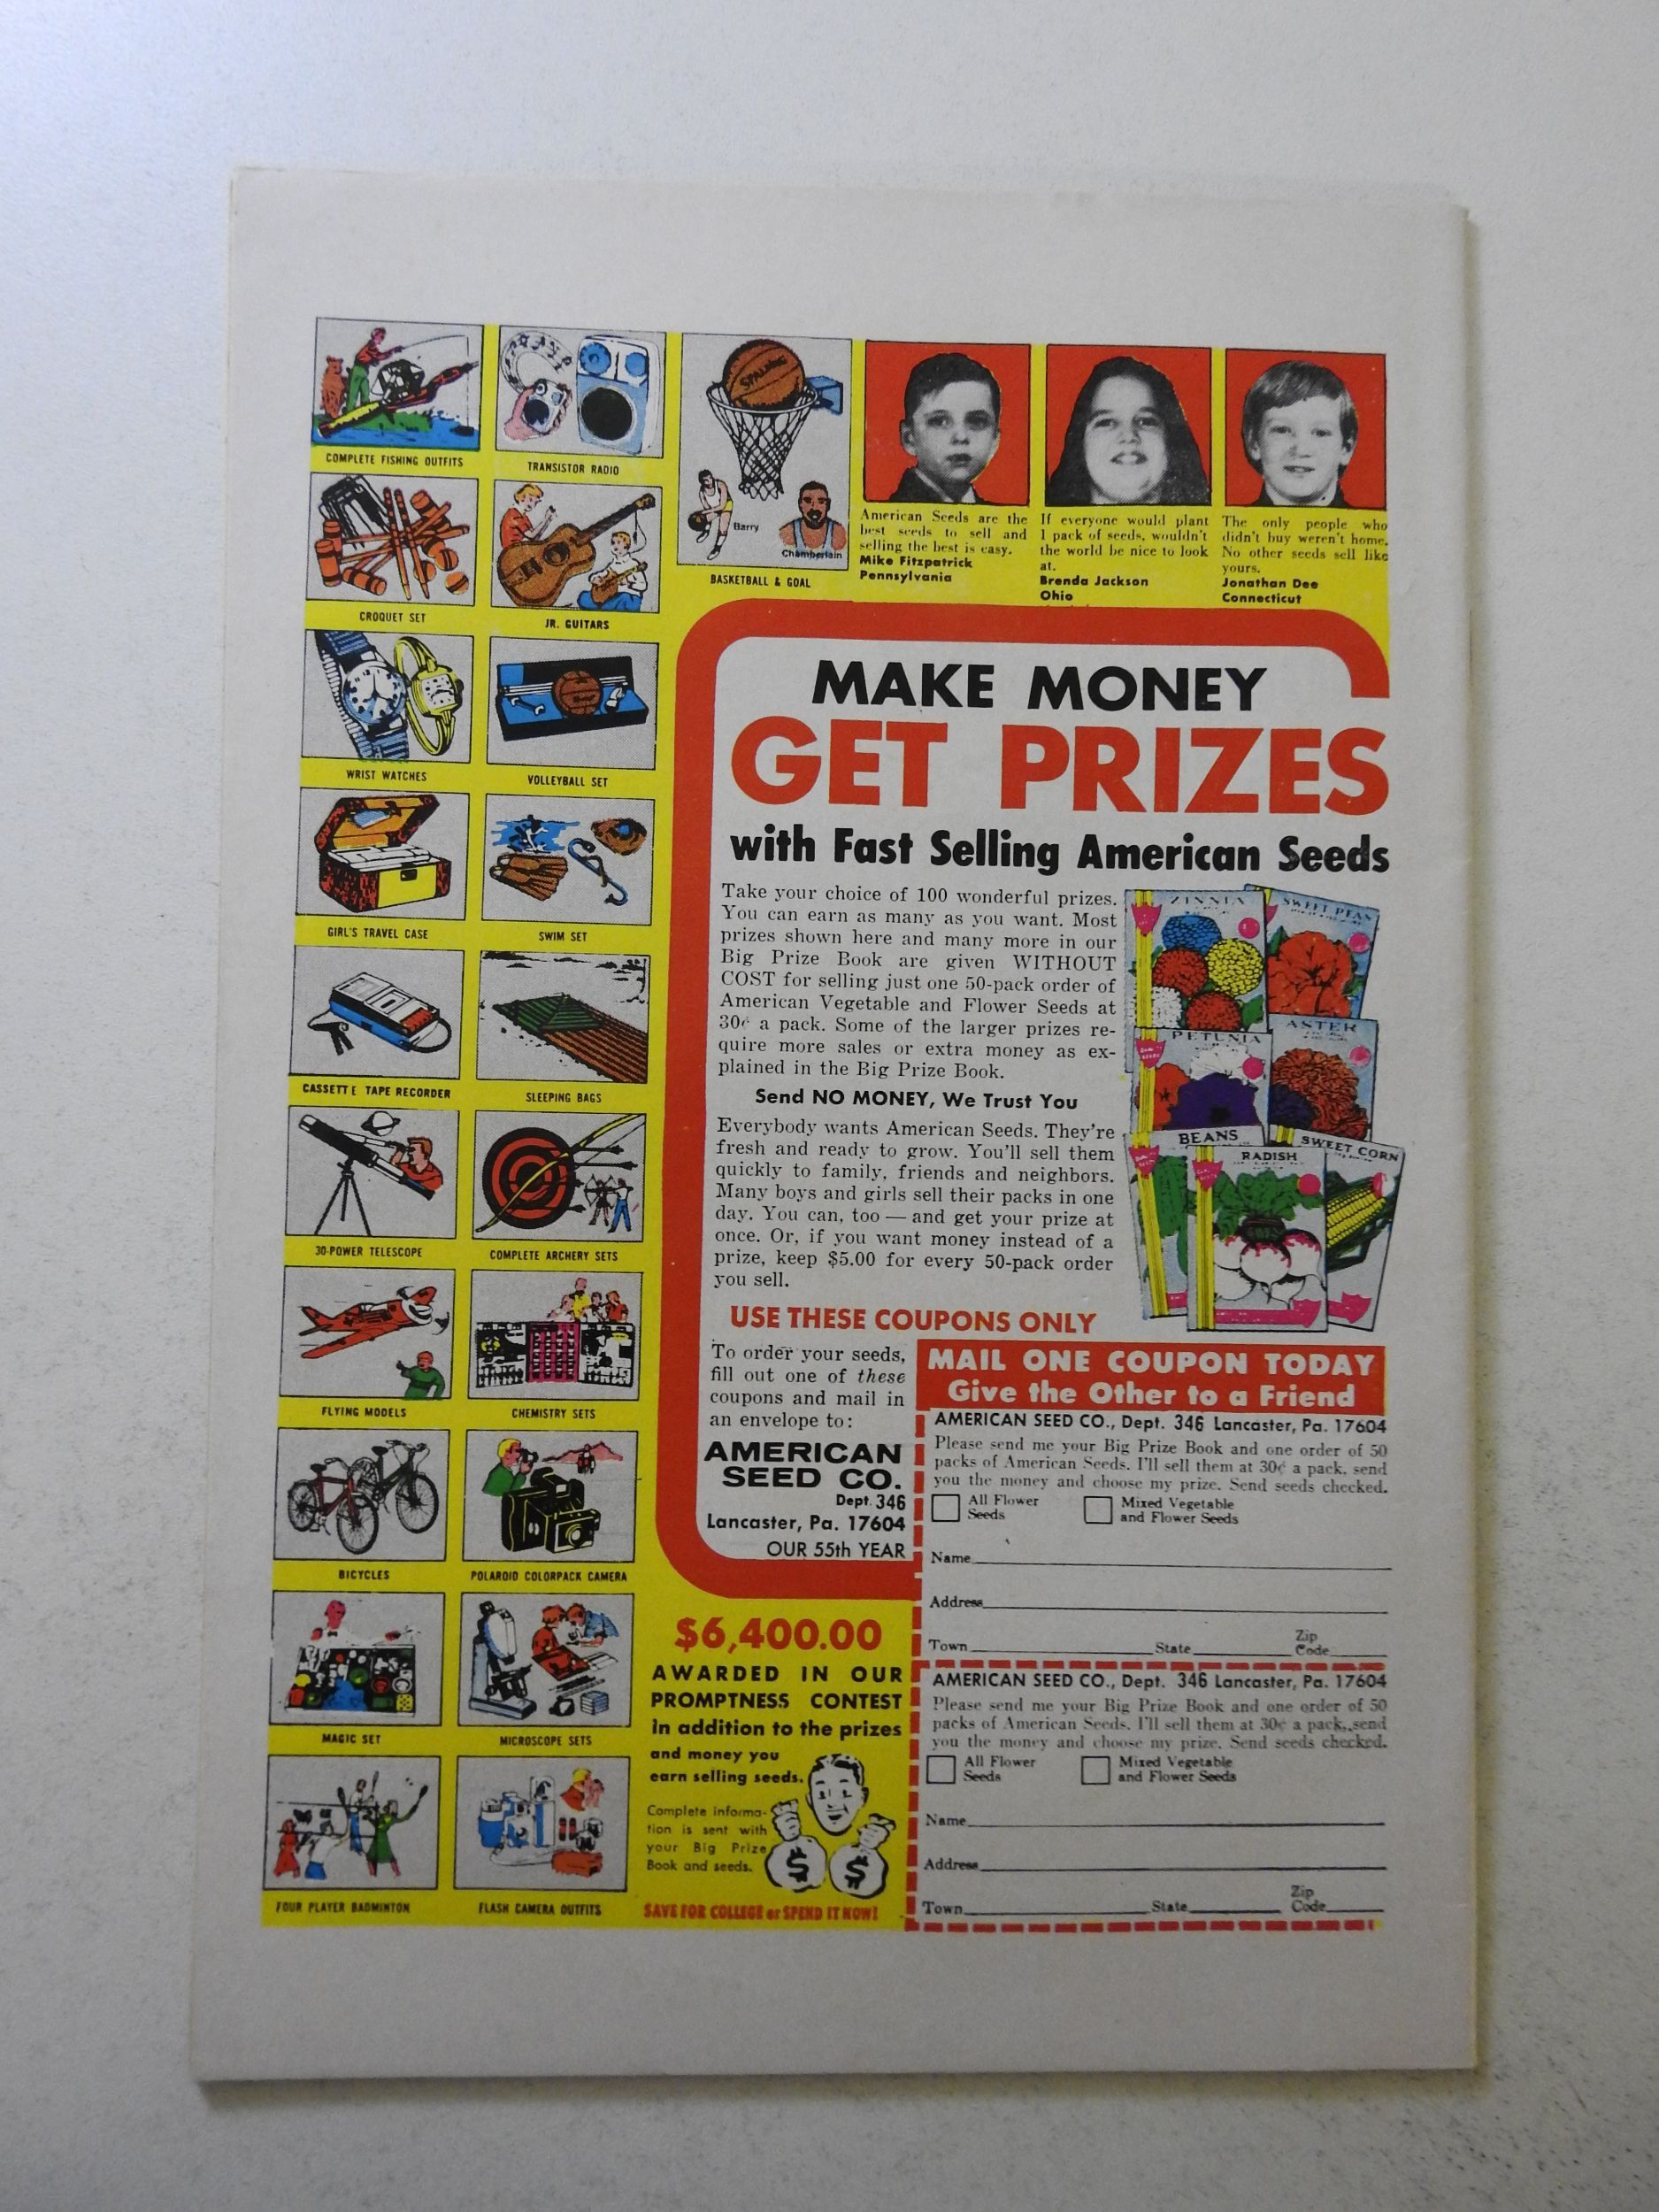 COMPLETE FISHING OUTFITS
TRANSISTOR RADIO
SPALDING
Barry
Chamberlain
BASKETBALL & GOAL
CROQUET SET
JR. GUITARS
WRIST WATCHES
VOLLEYBALL SET
GIRL'S TRAVEL CASE
SWIM SET
CASSETTE TAPE RECORDER
SLEEPING BAGS
30-POWER TELESCOPE
COMPLETE ARCHERY SETS
FLYING MODELS
CHEMISTRY SETS
BICYCLES
POLAROID COLORPACK CAMERA
MAGIC SET
MICROSCOPE SETS
FOUR PLAYER BADMINTON
FLASH CAMERA OUTFITS
American Seeds are the
best seeds to sell and
selling the best is easy.
Mike Fitzpatrick
Pennsylvania
If everyone would plant
1 pack of seeds, wouldn't
the world be nice to look
at.
Brenda Jackson
Ohio
The only people who
didn't buy weren't home.
No other seeds sell like
yours.
Jonathan Dee
Connecticut
MAKE MONEY
GET PRIZES
with Fast Selling American Seeds
Take your choice of 100 wonderful prizes.
You can earn as many as you want. Most
prizes shown here and many more in our
Big Prize Book are given WITHOUT
COST for selling just one 50-pack order of
American Vegetable and Flower Seeds at
30¢ a pack. Some of the larger prizes re-
quire more sales or extra money as ex-
plained in the Big Prize Book.
Send NO MONEY, We Trust You
Everybody wants American Seeds. They're
fresh and ready to grow. You'll sell them
quickly to family, friends and neighbors.
Many boys and girls sell their packs in one
day. You can, too — and get your prize at
once. Or, if you want money instead of a
prize, keep $5.00 for every 50-pack order
you sell.
ZINNIA
SWEET PEAS
PETUNIA
ASTER
BEANS
RADISH
SWEET CORN
USE THESE COUPONS ONLY
To order your seeds,
fill out one of these
coupons and mail in
an envelope to:
AMERICAN
SEED CO.
Dept. 346
Lancaster, Pa. 17604
OUR 55th YEAR
MAIL ONE COUPON TODAY
Give the Other to a Friend
AMERICAN SEED CO., Dept. 346 Lancaster, Pa. 17604
Please send me your Big Prize Book and one order of 50
packs of American Seeds. I'll sell them at 30¢ a pack, send
you the money and choose my prize. Send seeds checked.
All Flower
Seeds
Mixed Vegetable
and Flower Seeds
Name
Address
Town State Zip
Code
AMERICAN SEED CO., Dept. 346 Lancaster, Pa. 17604
Please send me your Big Prize Book and one order of 50
packs of American Seeds. I'll sell them at 30¢ a pack, send
you the money and choose my prize. Send seeds checked.
All Flower
Seeds
Mixed Vegetable
and Flower Seeds
Name
Address
Town State Zip
Code
$6,400.00
AWARDED IN OUR
PROMPTNESS CONTEST
in addition to the prizes
and money you
earn selling seeds.
Complete informa-
tion is sent with
your Big Prize
Book and seeds.
$ $
SAVE FOR COLLEGE or SPEND IT NOW!